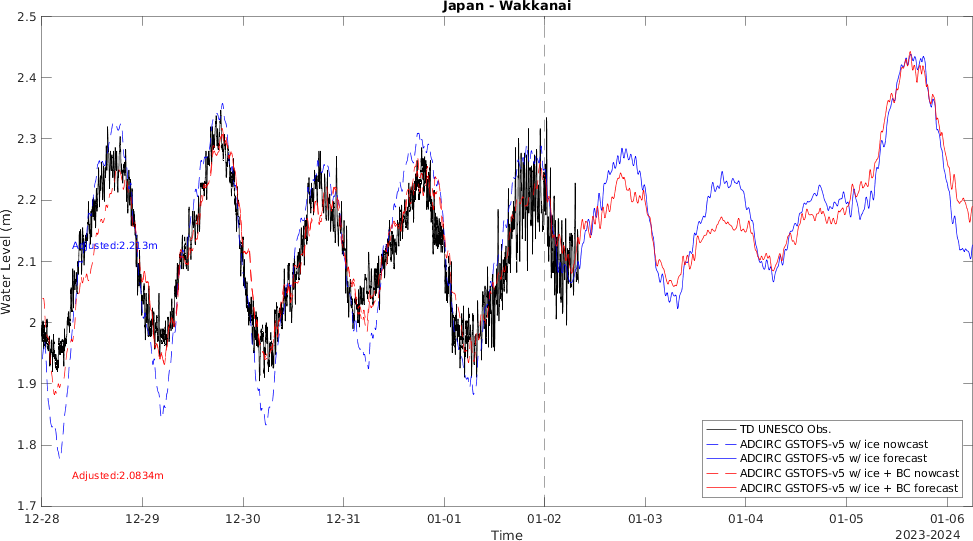 Japan - Wakkanai
2.5
2.4
2.3
2.2
2.1
2
1.9
1.8
1.7
Water Level (m)
Adjusted:2.213m
Adjusted:2.0834m
TD UNESCO Obs.
ADCIRC GSTOFS-v5 w/ ice nowcast
ADCIRC GSTOFS-v5 w/ ice forecast
ADCIRC GSTOFS-v5 w/ ice + BC nowcast
ADCIRC GSTOFS-v5 w/ ice + BC forecast
12-28 12-29 12-30 12-31 01-01 01-02 01-03 01-04 01-05 01-06
Time
2023-2024